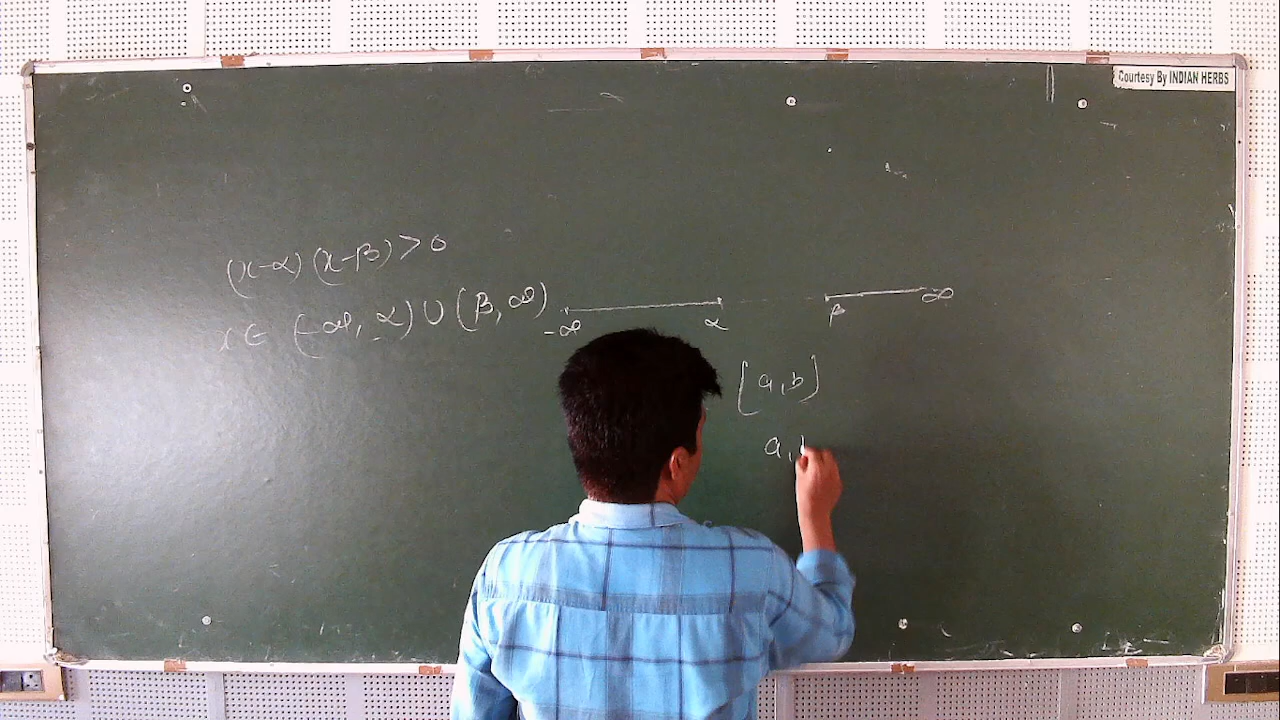 Courtesy By INDIAN HERBS
(x-α) (x-β) > 0
x ∈ (-∞, α) ∪ (β, ∞)
-∞ α β ∞
[a, b]
a,